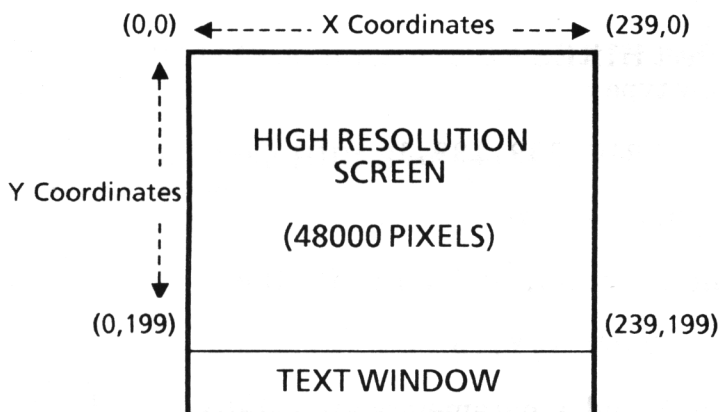 (0,0) X Coordinates (239,0)
HIGH RESOLUTION
SCREEN
Y Coordinates
(48000 PIXELS)
(0,199) (239,199)
TEXT WINDOW